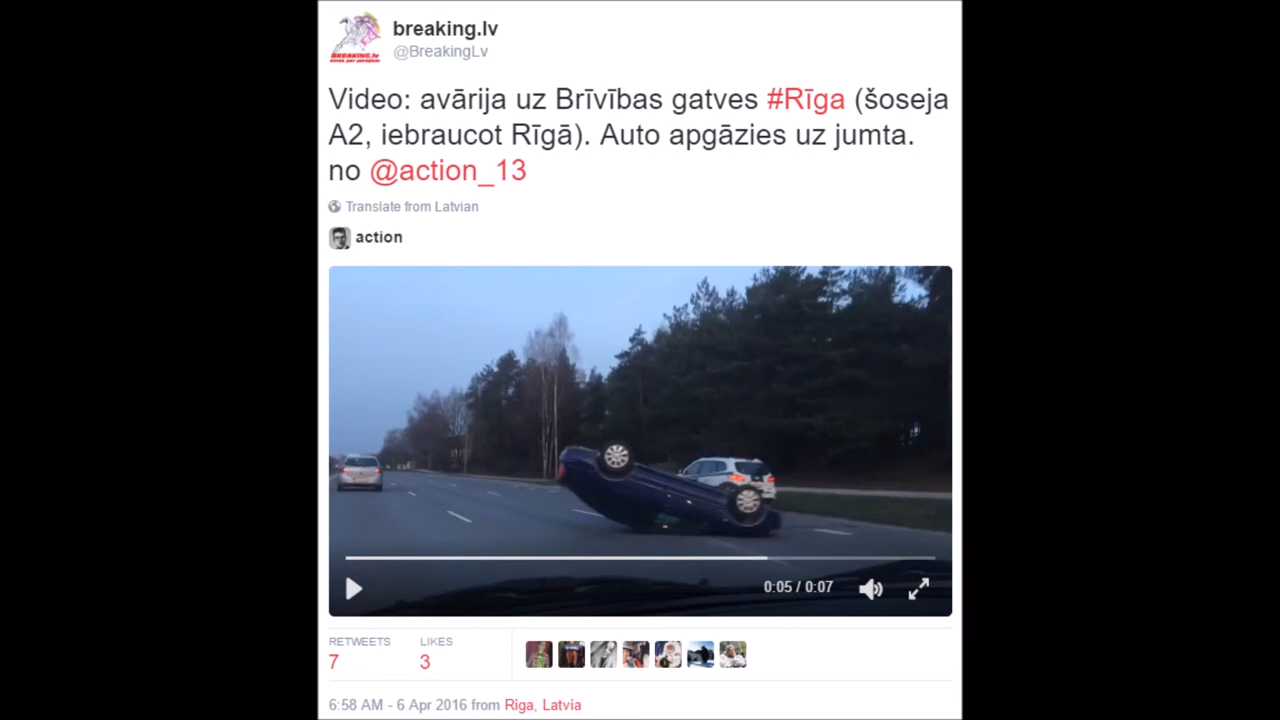 breaking.lv
@BreakingLv
BREAKING.lv
Video: avārija uz Brīvības gatves #Rīga (šoseja
A2, iebraucot Rīgā). Auto apgāzies uz jumta.
no @action_13
Translate from Latvian
action
0:05 / 0:07
RETWEETS
LIKES
7
3
6:58 AM - 6 Apr 2016 from Riga, Latvia